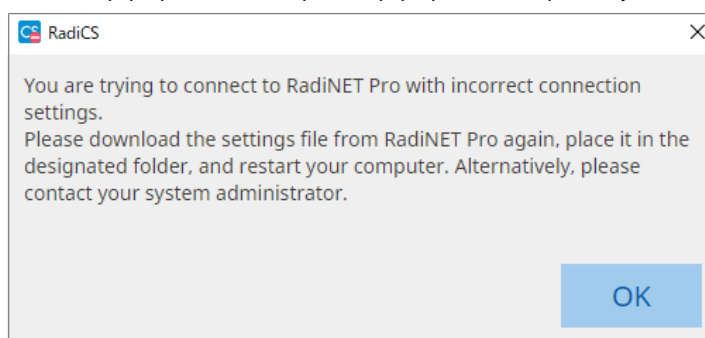 RadiCS
You are trying to connect to RadiNET Pro with incorrect connection
settings.
Please download the settings file from RadiNET Pro again, place it in the
designated folder, and restart your computer. Alternatively, please
contact your system administrator.
OK